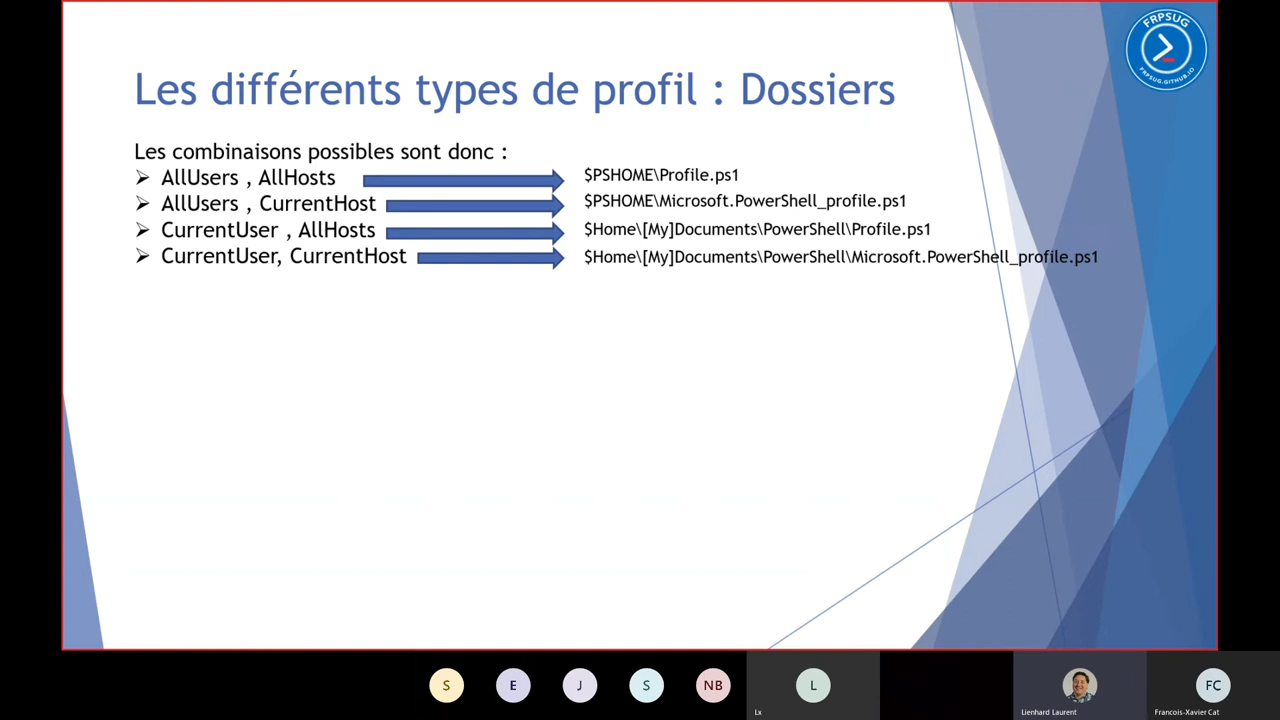 FRPSUG
FRPSUG.GITHUB.IO
Les différents types de profil : Dossiers
Les combinaisons possibles sont donc :
AllUsers , AllHosts $PSHOME\Profile.ps1
AllUsers , CurrentHost $PSHOME\Microsoft.PowerShell_profile.ps1
CurrentUser , AllHosts $Home\[My]Documents\PowerShell\Profile.ps1
CurrentUser, CurrentHost $Home\[My]Documents\PowerShell\Microsoft.PowerShell_profile.ps1
S E J S NB L FC
Lx Lienhard Laurent Francois-Xavier Cat